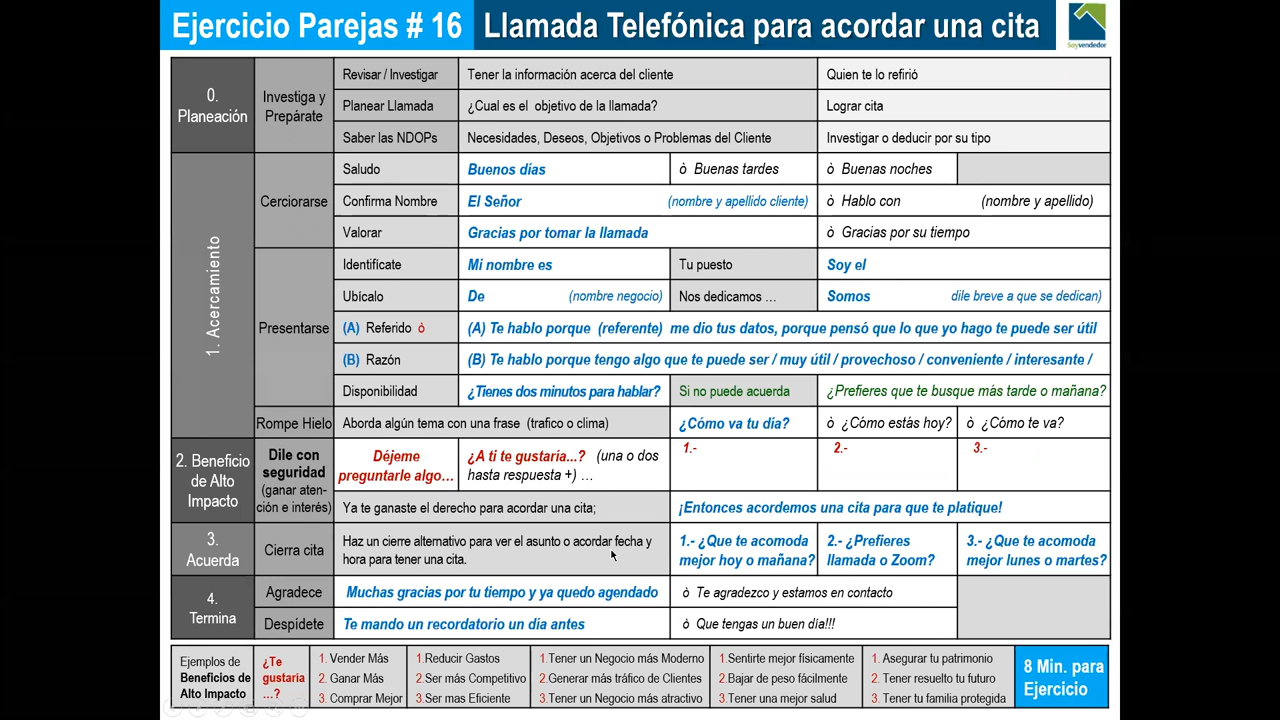 Ejercicio Parejas # 16 Llamada Telefónica para acordar una cita
Soyvendedor
0. Planeación
Investiga y Prepárate
Revisar / Investigar Tener la información acerca del cliente Quien te lo refirió
Planear Llamada ¿Cual es el objetivo de la llamada? Lograr cita
Saber las NDOPs Necesidades, Deseos, Objetivos o Problemas del Cliente Investigar o deducir por su tipo
1. Acercamiento
Cerciorarse
Saludo Buenos días ò Buenas tardes ò Buenas noches
Confirma Nombre El Señor (nombre y apellido cliente) ò Hablo con (nombre y apellido)
Valorar Gracias por tomar la llamada ò Gracias por su tiempo
Presentarse
Identifícate Mi nombre es Tu puesto Soy el
Ubícalo De (nombre negocio) Nos dedicamos ... Somos dile breve a que se dedican)
(A) Referido ò (A) Te hablo porque (referente) me dio tus datos, porque pensó que lo que yo hago te puede ser útil
(B) Razón (B) Te hablo porque tengo algo que te puede ser / muy útil / provechoso / conveniente / interesante /
Disponibilidad ¿Tienes dos minutos para hablar? Si no puede acuerda ¿Prefieres que te busque más tarde o mañana?
Rompe Hielo Aborda algún tema con una frase (trafico o clima) ¿Cómo va tu día? ò ¿Cómo estás hoy? ò ¿Cómo te va?
2. Beneficio
de Alto
Impacto
Dile con
seguridad
(ganar aten-
ción e interés)
Déjeme
preguntarle algo...
¿A ti te gustaría...? (una o dos
hasta respuesta +) ...
1.- 2.- 3.-
Ya te ganaste el derecho para acordar una cita; ¡Entonces acordemos una cita para que te platique!
3.
Acuerda
Cierra cita
Haz un cierre alternativo para ver el asunto o acordar fecha y
hora para tener una cita.
1.- ¿Que te acomoda
mejor hoy o mañana?
2.- ¿Prefieres
llamada o Zoom?
3.- ¿Que te acomoda
mejor lunes o martes?
4.
Termina
Agradece Muchas gracias por tu tiempo y ya quedo agendado ò Te agradezco y estamos en contacto
Despídete Te mando un recordatorio un día antes ò Que tengas un buen día!!!
Ejemplos de
Beneficios de
Alto Impacto
¿Te
gustaria
...?
1. Vender Más
2. Ganar Más
3. Comprar Mejor
1.Reducir Gastos
2.Ser más Competitivo
3.Ser mas Eficiente
1.Tener un Negocio más Moderno
2.Generar más tráfico de Clientes
3.Tener un Negocio más atractivo
1.Sentirte mejor físicamente
2.Bajar de peso fácilmente
3.Tener una mejor salud
1. Asegurar tu patrimonio
2. Tener resuelto tu futuro
3. Tener tu familia protegida
8 Min. para
Ejercicio